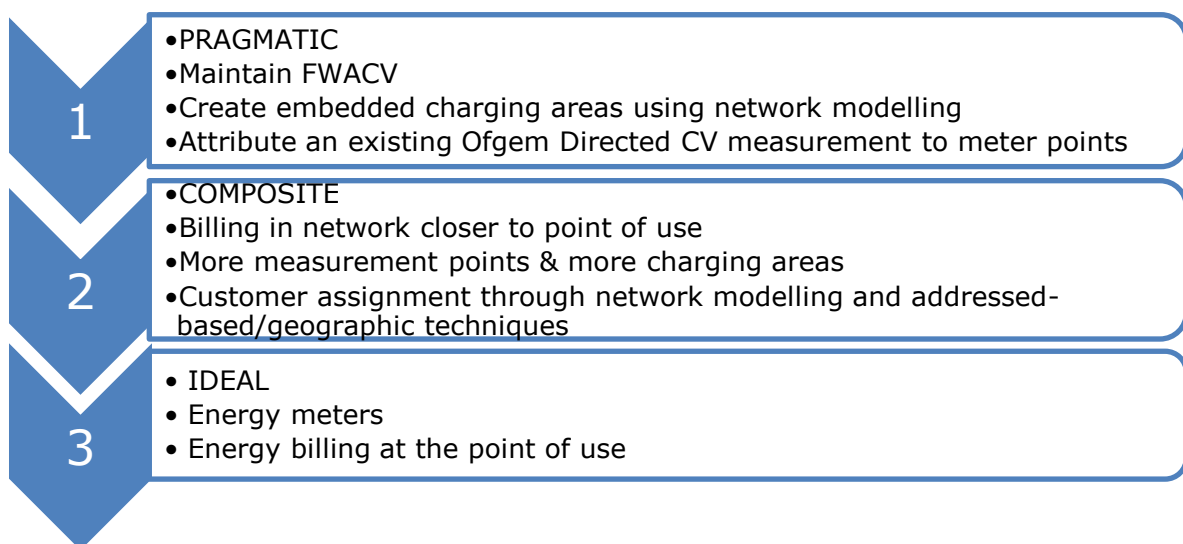 1
•PRAGMATIC
•Maintain FWACV
•Create embedded charging areas using network modelling
•Attribute an existing Ofgem Directed CV measurement to meter points
2
•COMPOSITE
•Billing in network closer to point of use
•More measurement points & more charging areas
•Customer assignment through network modelling and addressed-
based/geographic techniques
3
• IDEAL
• Energy meters
• Energy billing at the point of use